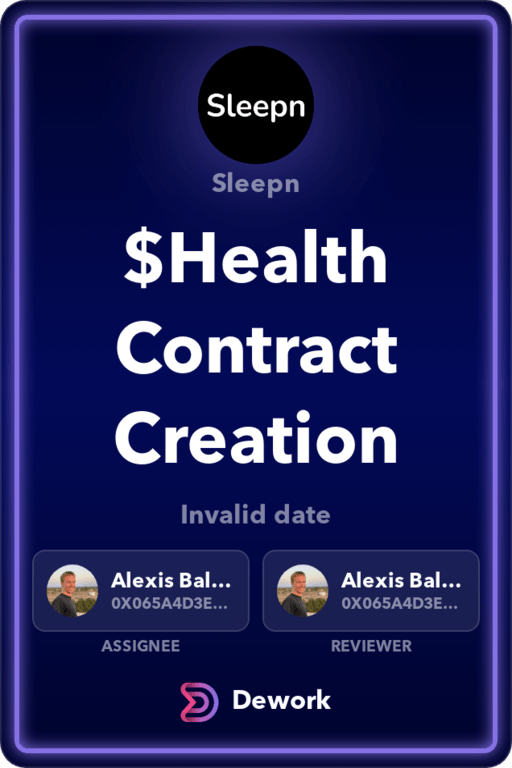 Sleepn
Sleepn
$Health
Contract
Creation
Invalid date
Alexis Bal...
0X065A4D3E...
ASSIGNEE
Alexis Bal...
0X065A4D3E...
REVIEWER
Dework